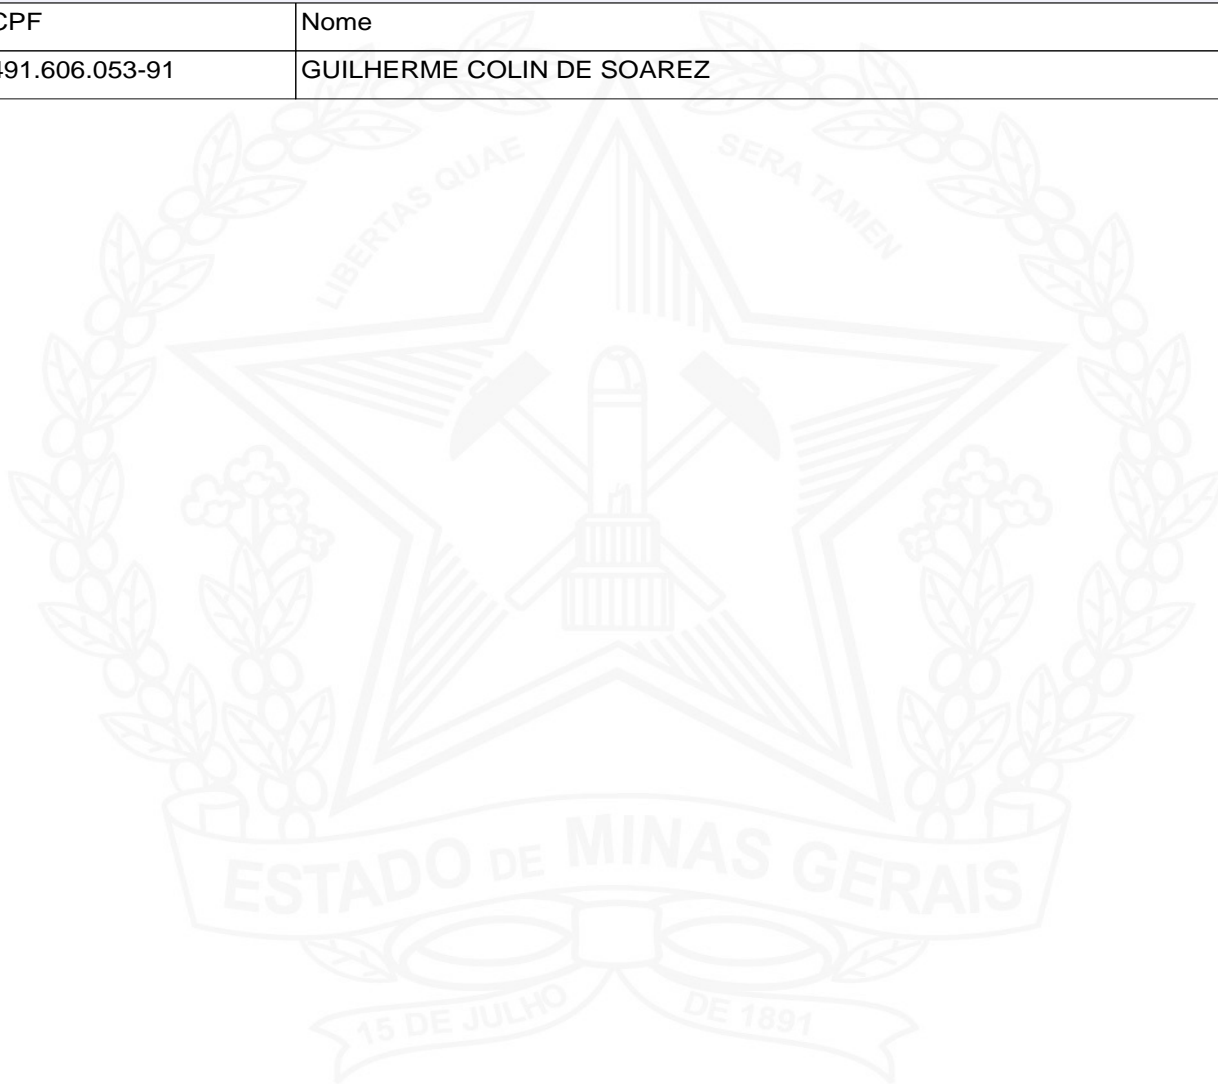 CPF Nome
491.606.053-91 GUILHERME COLIN DE SOAREZ
LIBERTAS QUAE SERA TAMEN
ESTADO DE MINAS GERAIS
15 DE JULHO DE 1891